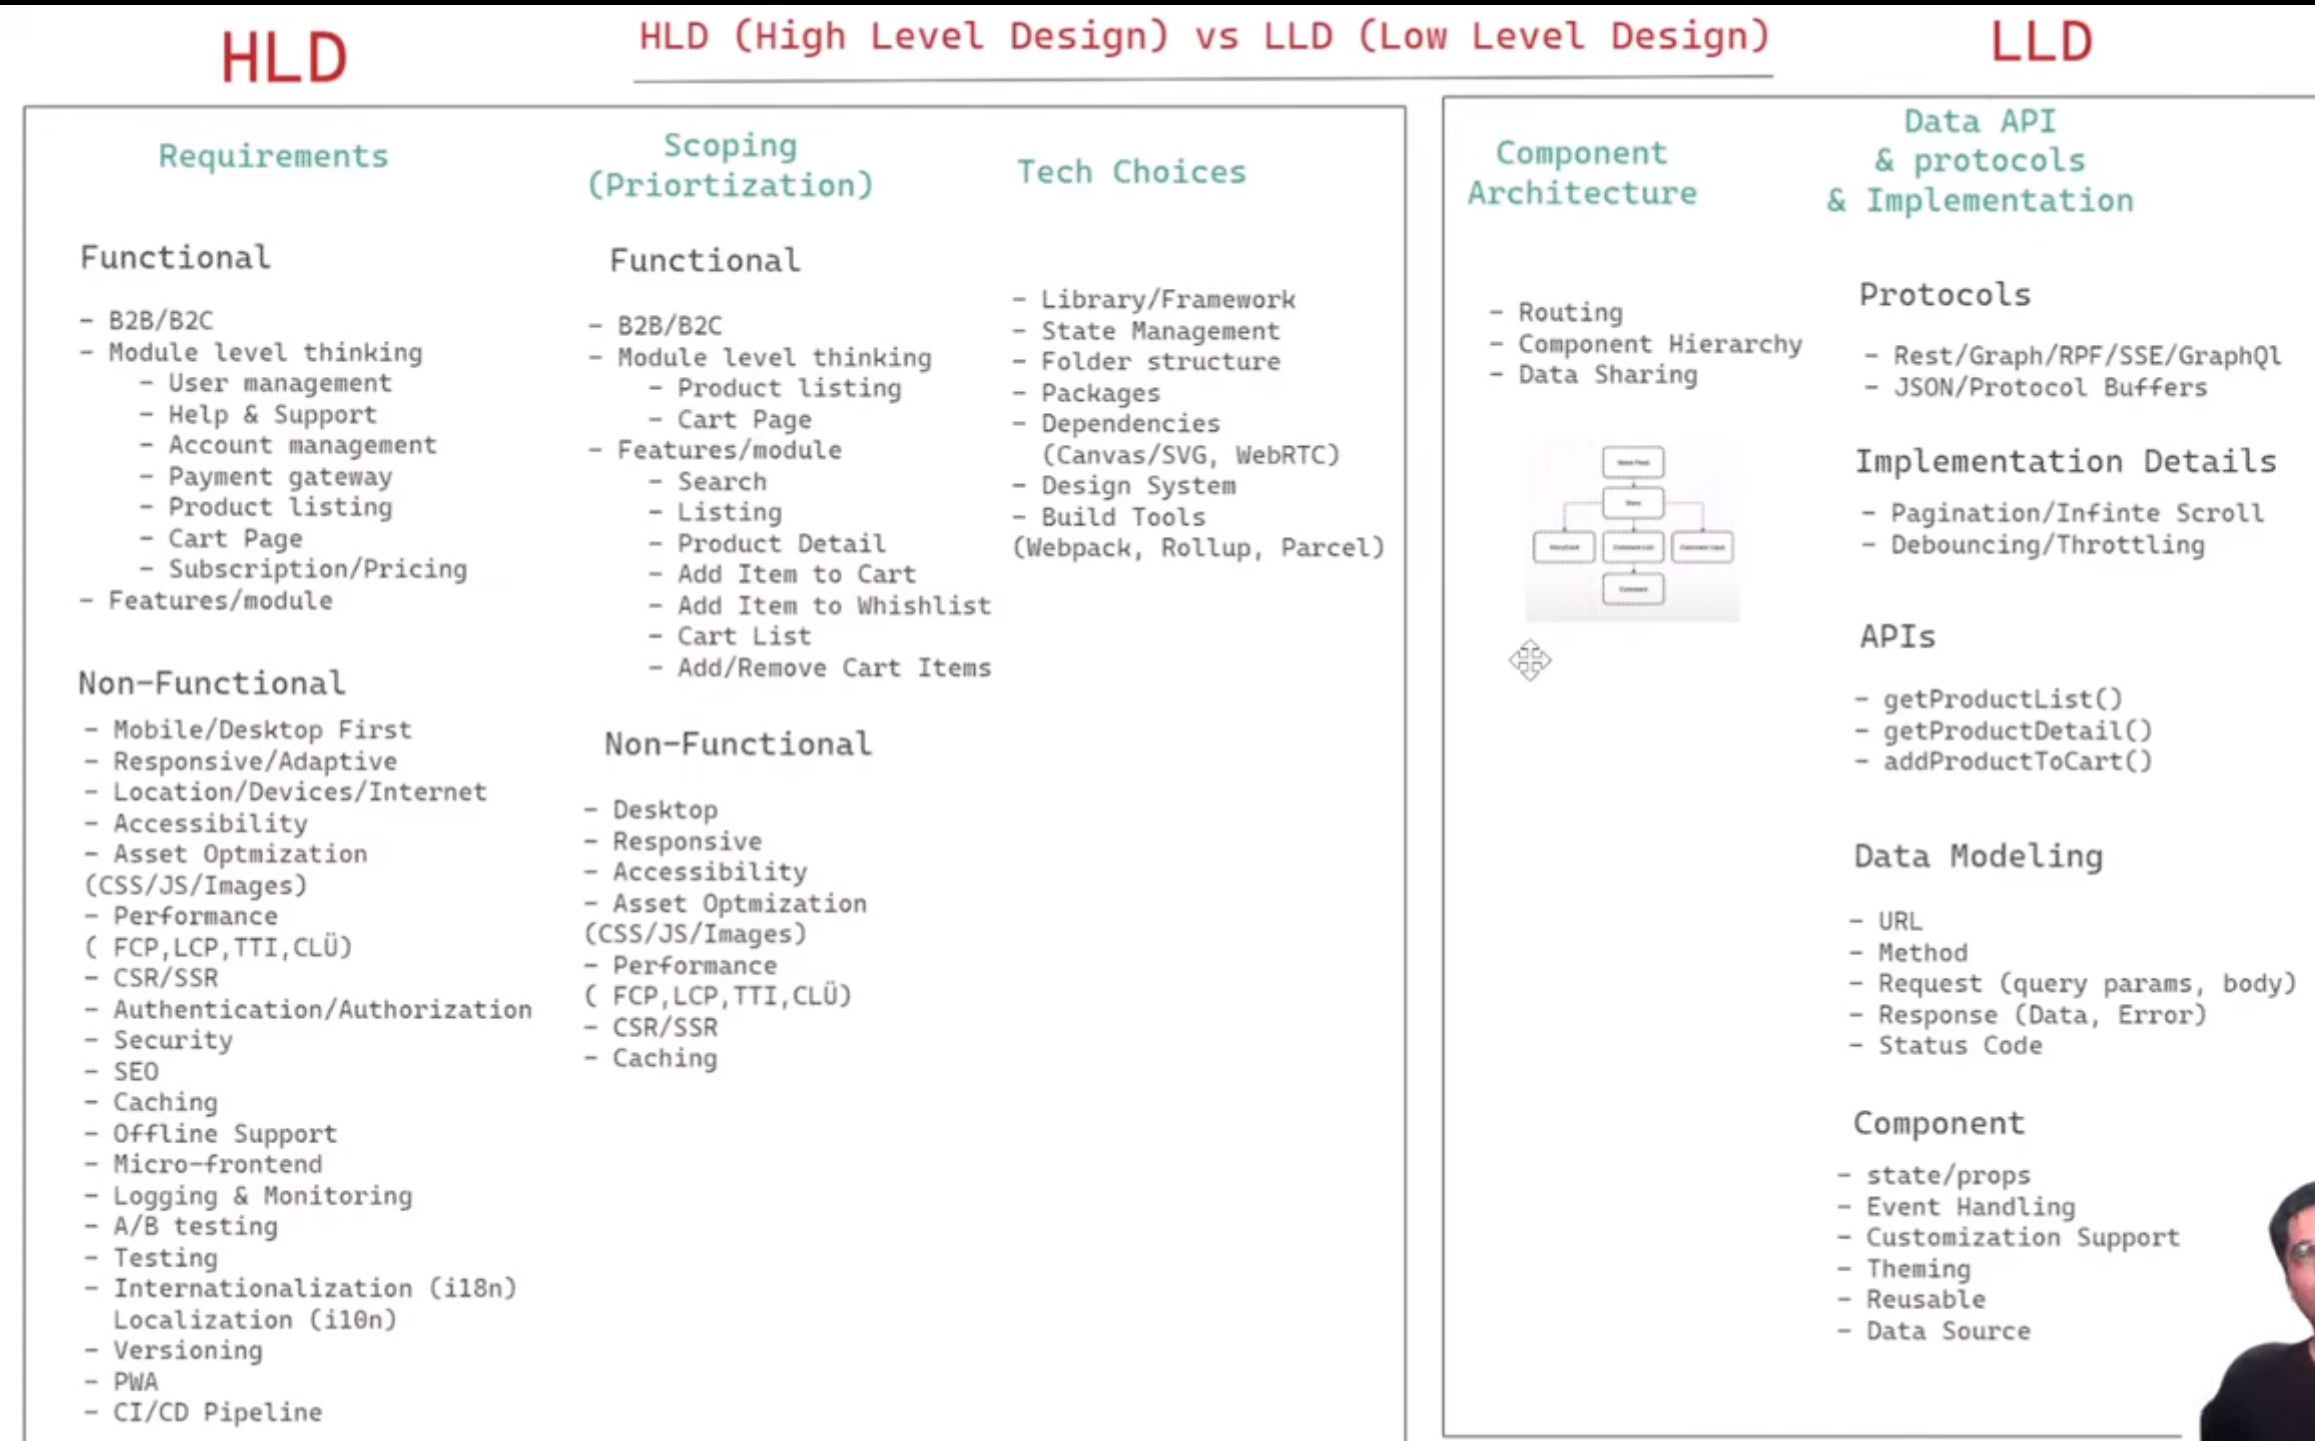 HLD
HLD (High Level Design) vs LLD (Low Level Design)
LLD
Requirements
Functional
- B2B/B2C
- Module level thinking
- User management
- Help & Support
- Account management
- Payment gateway
- Product listing
- Cart Page
- Subscription/Pricing
- Features/module
Non-Functional
- Mobile/Desktop First
- Responsive/Adaptive
- Location/Devices/Internet
- Accessibility
- Asset Optmization
(CSS/JS/Images)
- Performance
( FCP,LCP,TTI,CLÜ)
- CSR/SSR
- Authentication/Authorization
- Security
- SEO
- Caching
- Offline Support
- Micro-frontend
- Logging & Monitoring
- A/B testing
- Testing
- Internationalization (i18n)
Localization (i10n)
- Versioning
- PWA
- CI/CD Pipeline
Scoping
(Priortization)
Functional
- B2B/B2C
- Module level thinking
- Product listing
- Cart Page
- Features/module
- Search
- Listing
- Product Detail
- Add Item to Cart
- Add Item to Whishlist
- Cart List
- Add/Remove Cart Items
Non-Functional
- Desktop
- Responsive
- Accessibility
- Asset Optmization
(CSS/JS/Images)
- Performance
( FCP,LCP,TTI,CLÜ)
- CSR/SSR
- Caching
Tech Choices
- Library/Framework
- State Management
- Folder structure
- Packages
- Dependencies
(Canvas/SVG, WebRTC)
- Design System
- Build Tools
(Webpack, Rollup, Parcel)
Component
Architecture
- Routing
- Component Hierarchy
- Data Sharing
Data API
& protocols
& Implementation
Protocols
- Rest/Graph/RPF/SSE/GraphQl
- JSON/Protocol Buffers
Implementation Details
- Pagination/Infinte Scroll
- Debouncing/Throttling
APIs
- getProductList()
- getProductDetail()
- addProductToCart()
Data Modeling
- URL
- Method
- Request (query params, body)
- Response (Data, Error)
- Status Code
Component
- state/props
- Event Handling
- Customization Support
- Theming
- Reusable
- Data Source